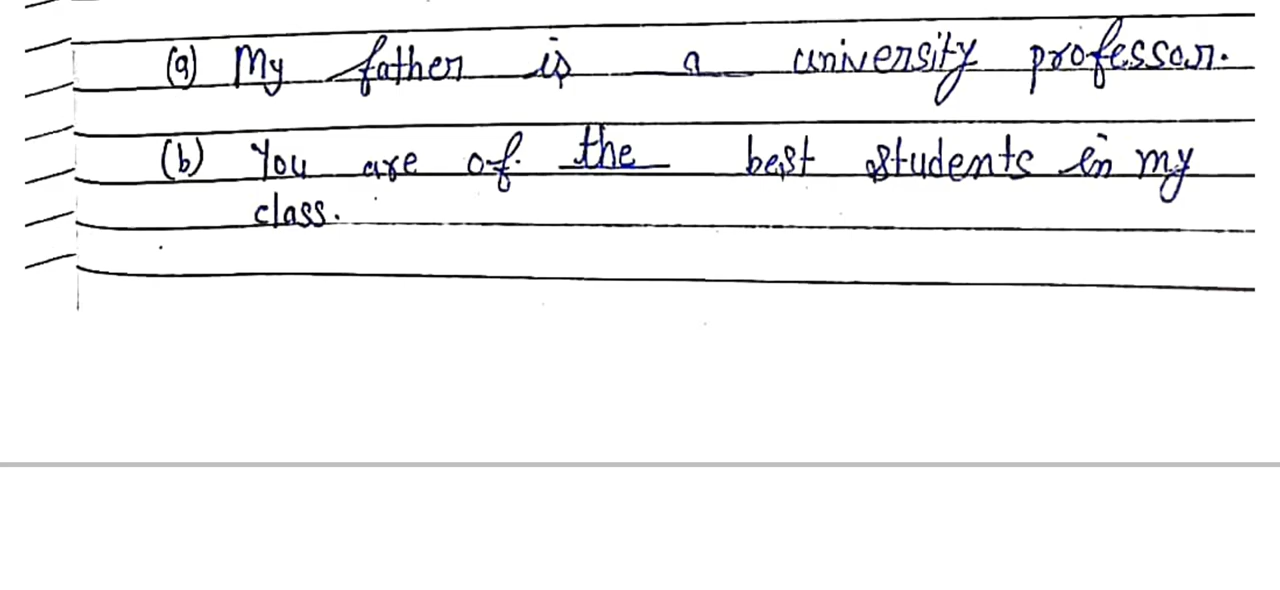 (a) My father is a university professor.
(b) You are of the best students in my
class.